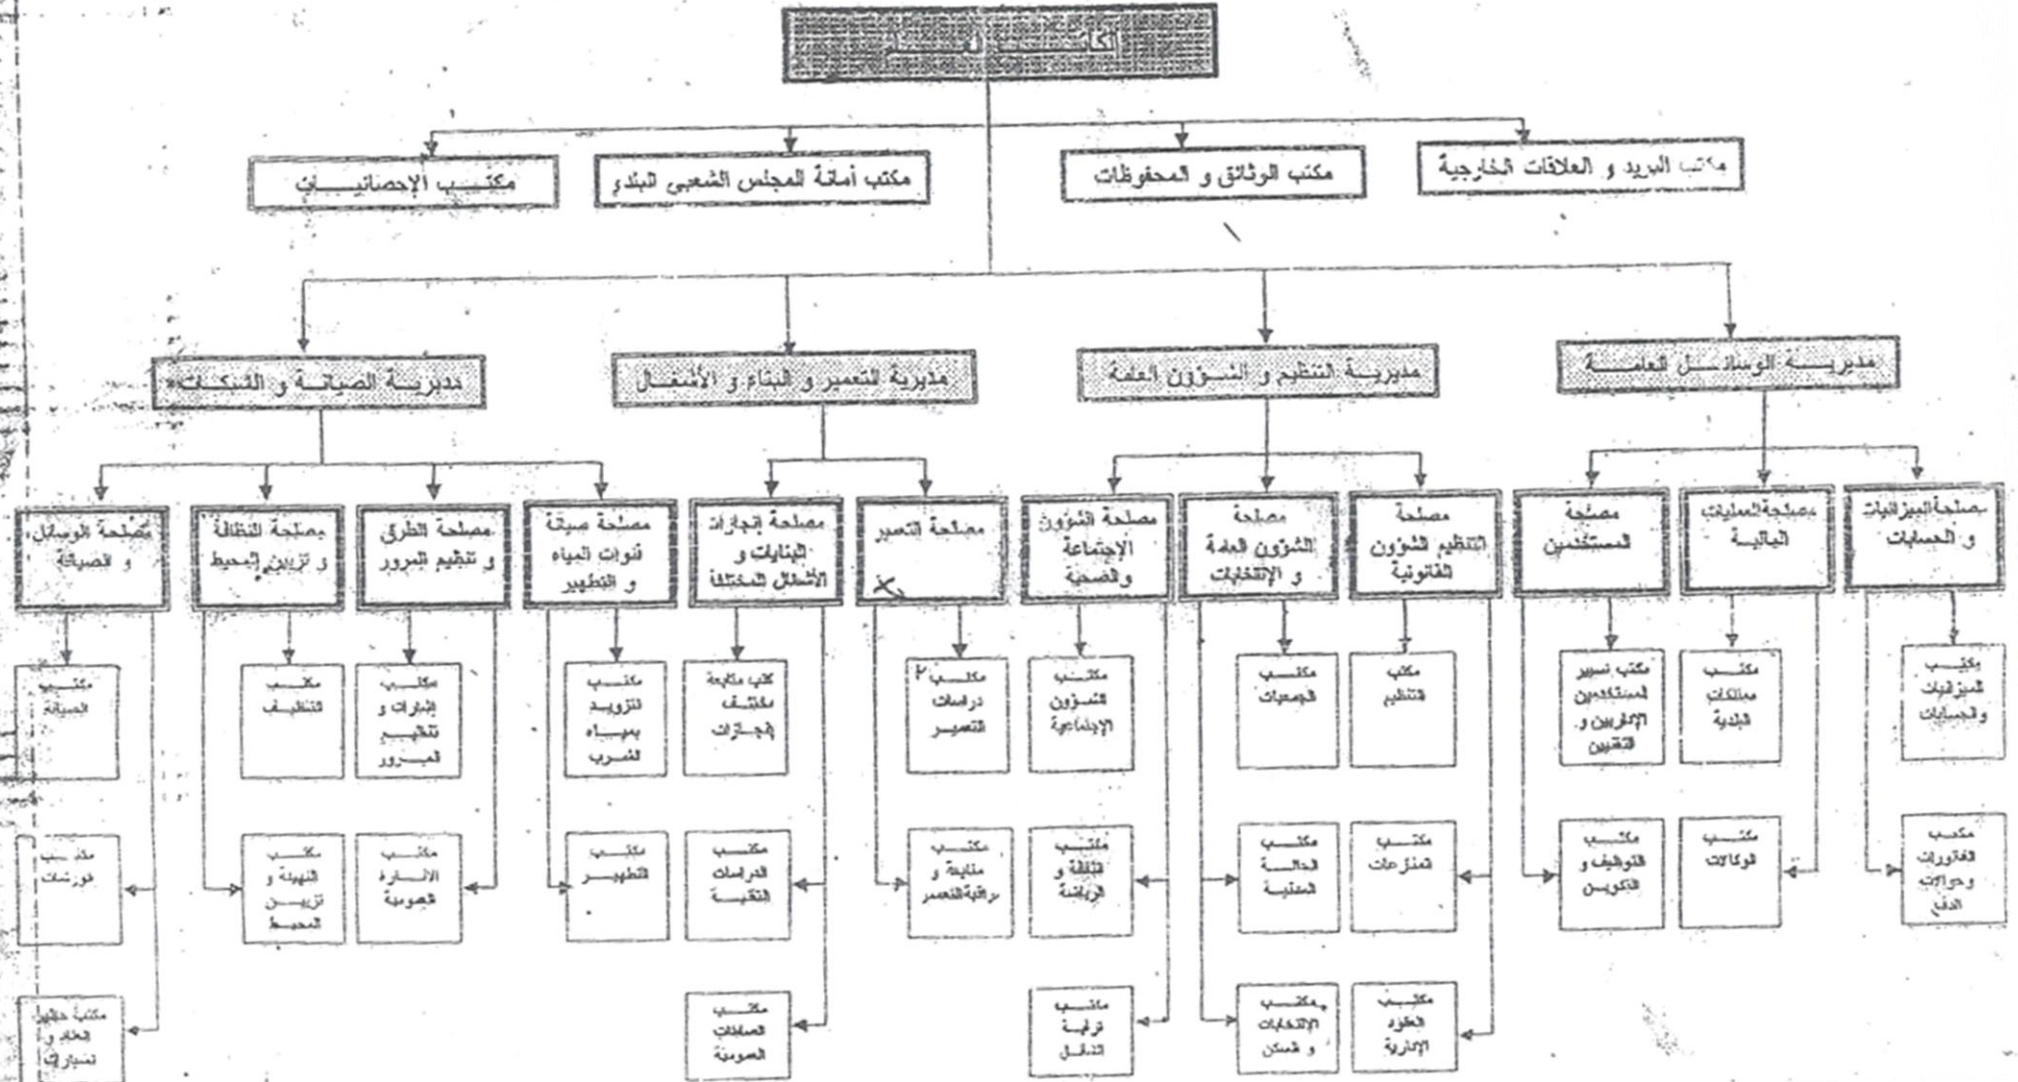 الكاتب العام
مكتب البريد و العلاقات الخارجية
مكتب الوثائق و المحفوظات
مكتب أمانة المجلس الشعبي البلدي
مكتب الإحصائيات
مديرية الوسائل العامة
مديرية التنظيم و الشؤون العامة
مديرية التعمير و البناء و الأشغال
مديرية الصيانة و الشبكات
مصلحة الميزانيات
و الحسابات
مصلحة العمليات
المالية
مصلحة
المستخدمين
مصلحة
التنظيم الشؤون
القانونية
مصلحة
الشؤون العامة
و الإنتخابات
مصلحة الشؤون
الإجتماعة
والصحية
مصلحة التعمير
مصلحة إنجازات
البنايات و
الأشغال المختلفة
مصلحة صيانة
قنوات المياه
و التطهير
مصلحة الطرق
و تنظيم المرور
مصلحة النظافة
و تزيين المحيط
مصلحة الوسائل
و الصيانة
مكتب
الميزانيات
والحسابات
مكتب
ممتلكات
البلدية
مكتب تسيير
المستخدمين
الإداريين و
التقنيين
مكتب
التنظيم
مكتب
الجمعيات
مكتب
الشؤون
الإجتماعية
مكتب
دراسات
التعمير
مكتب متابعة
مختلف
إنجازات
مكتب
التزويد
بمياه
الشرب
مكتب
إشارات و
تنظيم
المرور
مكتب
التنظيف
مكتب
الصيانة
مكتب
الفاتورات
وحوالات
الدفع
مكتب
الوكالات
مكتب
التوظيف و
التكوين
مكتب
المنازعات
مكتب
الحالة
المدنية
مكتب
الثقافة و
الرياضة
مكتب
متابعة و
مراقبة التعمير
مكتب
الدراسات
التقنية
مكتب
التطهير
مكتب
الانارة
العمومية
مكتب
التهيئة و
تزيين
المحيط
مكتب
مكتب
العقود
الإدارية
مكتب
الإنتخابات
و السكن
مكتب
ترقية
الشغل
مكتب
الصفقات
العمومية
مكتب حظيرة
العتاد و
السيارات